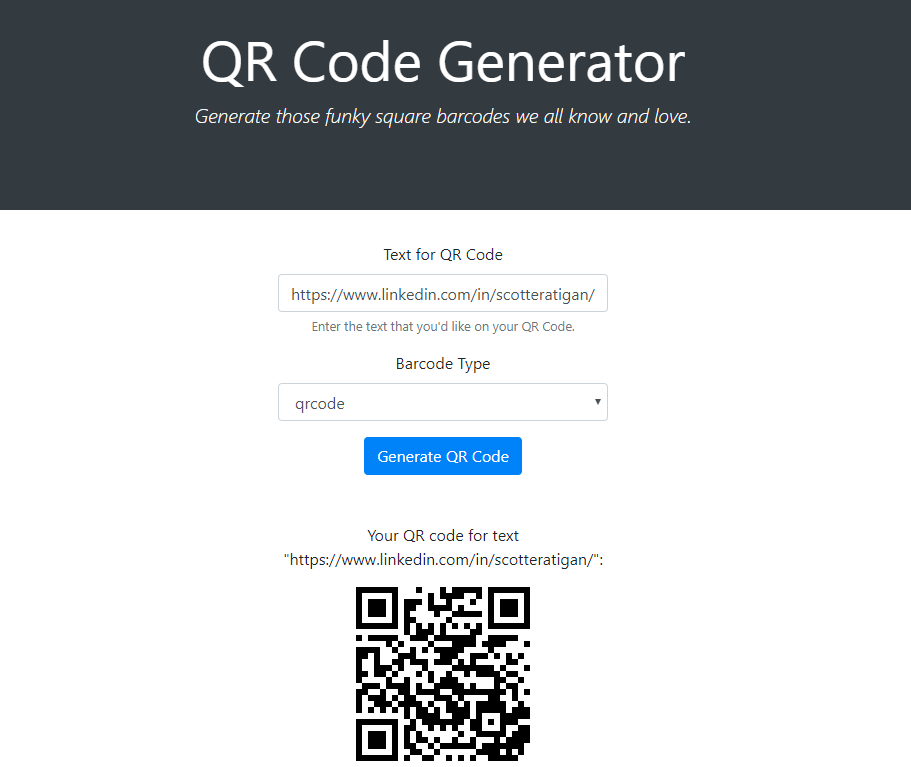 QR Code Generator
Generate those funky square barcodes we all know and love.
Text for QR Code
https://www.linkedin.com/in/scotteratigan/
Enter the text that you'd like on your QR Code.
Barcode Type
qrcode
Generate QR Code
Your QR code for text
"https://www.linkedin.com/in/scotteratigan/":